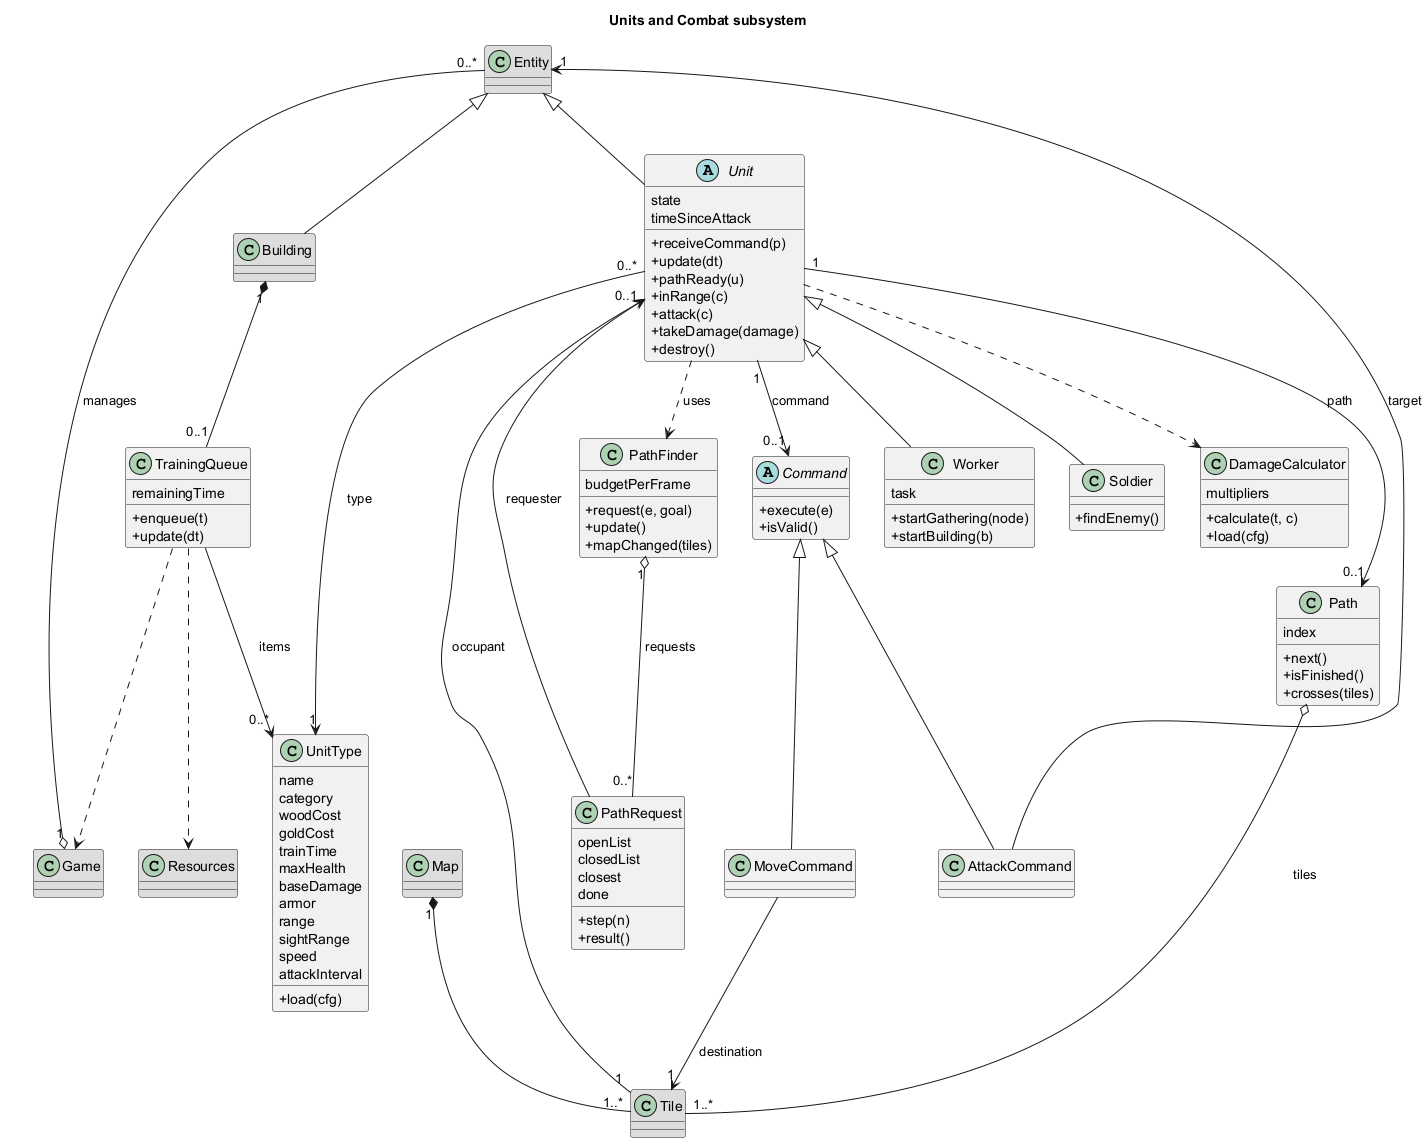 Units and Combat subsystem
0..*
C Entity
1
A Unit
state
timeSinceAttack
+receiveCommand(p)
+update(dt)
+pathReady(u)
+inRange(c)
+attack(c)
+takeDamage(damage)
+destroy()
C Building
1
0..*
0..1
1
1
manages
uses
command
path
target
0..1
0..1
C TrainingQueue
remainingTime
+enqueue(t)
+update(dt)
C PathFinder
budgetPerFrame
+request(e, goal)
+update()
+mapChanged(tiles)
1
A Command
+execute(e)
+isValid()
C Worker
task
+startGathering(node)
+startBuilding(b)
C Soldier
+findEnemy()
C DamageCalculator
multipliers
+calculate(t, c)
+load(cfg)
type
requester
0..1
C Path
index
+next()
+isFinished()
+crosses(tiles)
items
occupant
requests
0..*
1
C UnitType
name
category
woodCost
goldCost
trainTime
maxHealth
baseDamage
armor
range
sightRange
speed
attackInterval
+load(cfg)
0..*
C PathRequest
openList
closedList
closest
done
+step(n)
+result()
1
C Game
C Resources
C Map
1
C MoveCommand
C AttackCommand
tiles
destination
1
1
1..*
1..*
C Tile